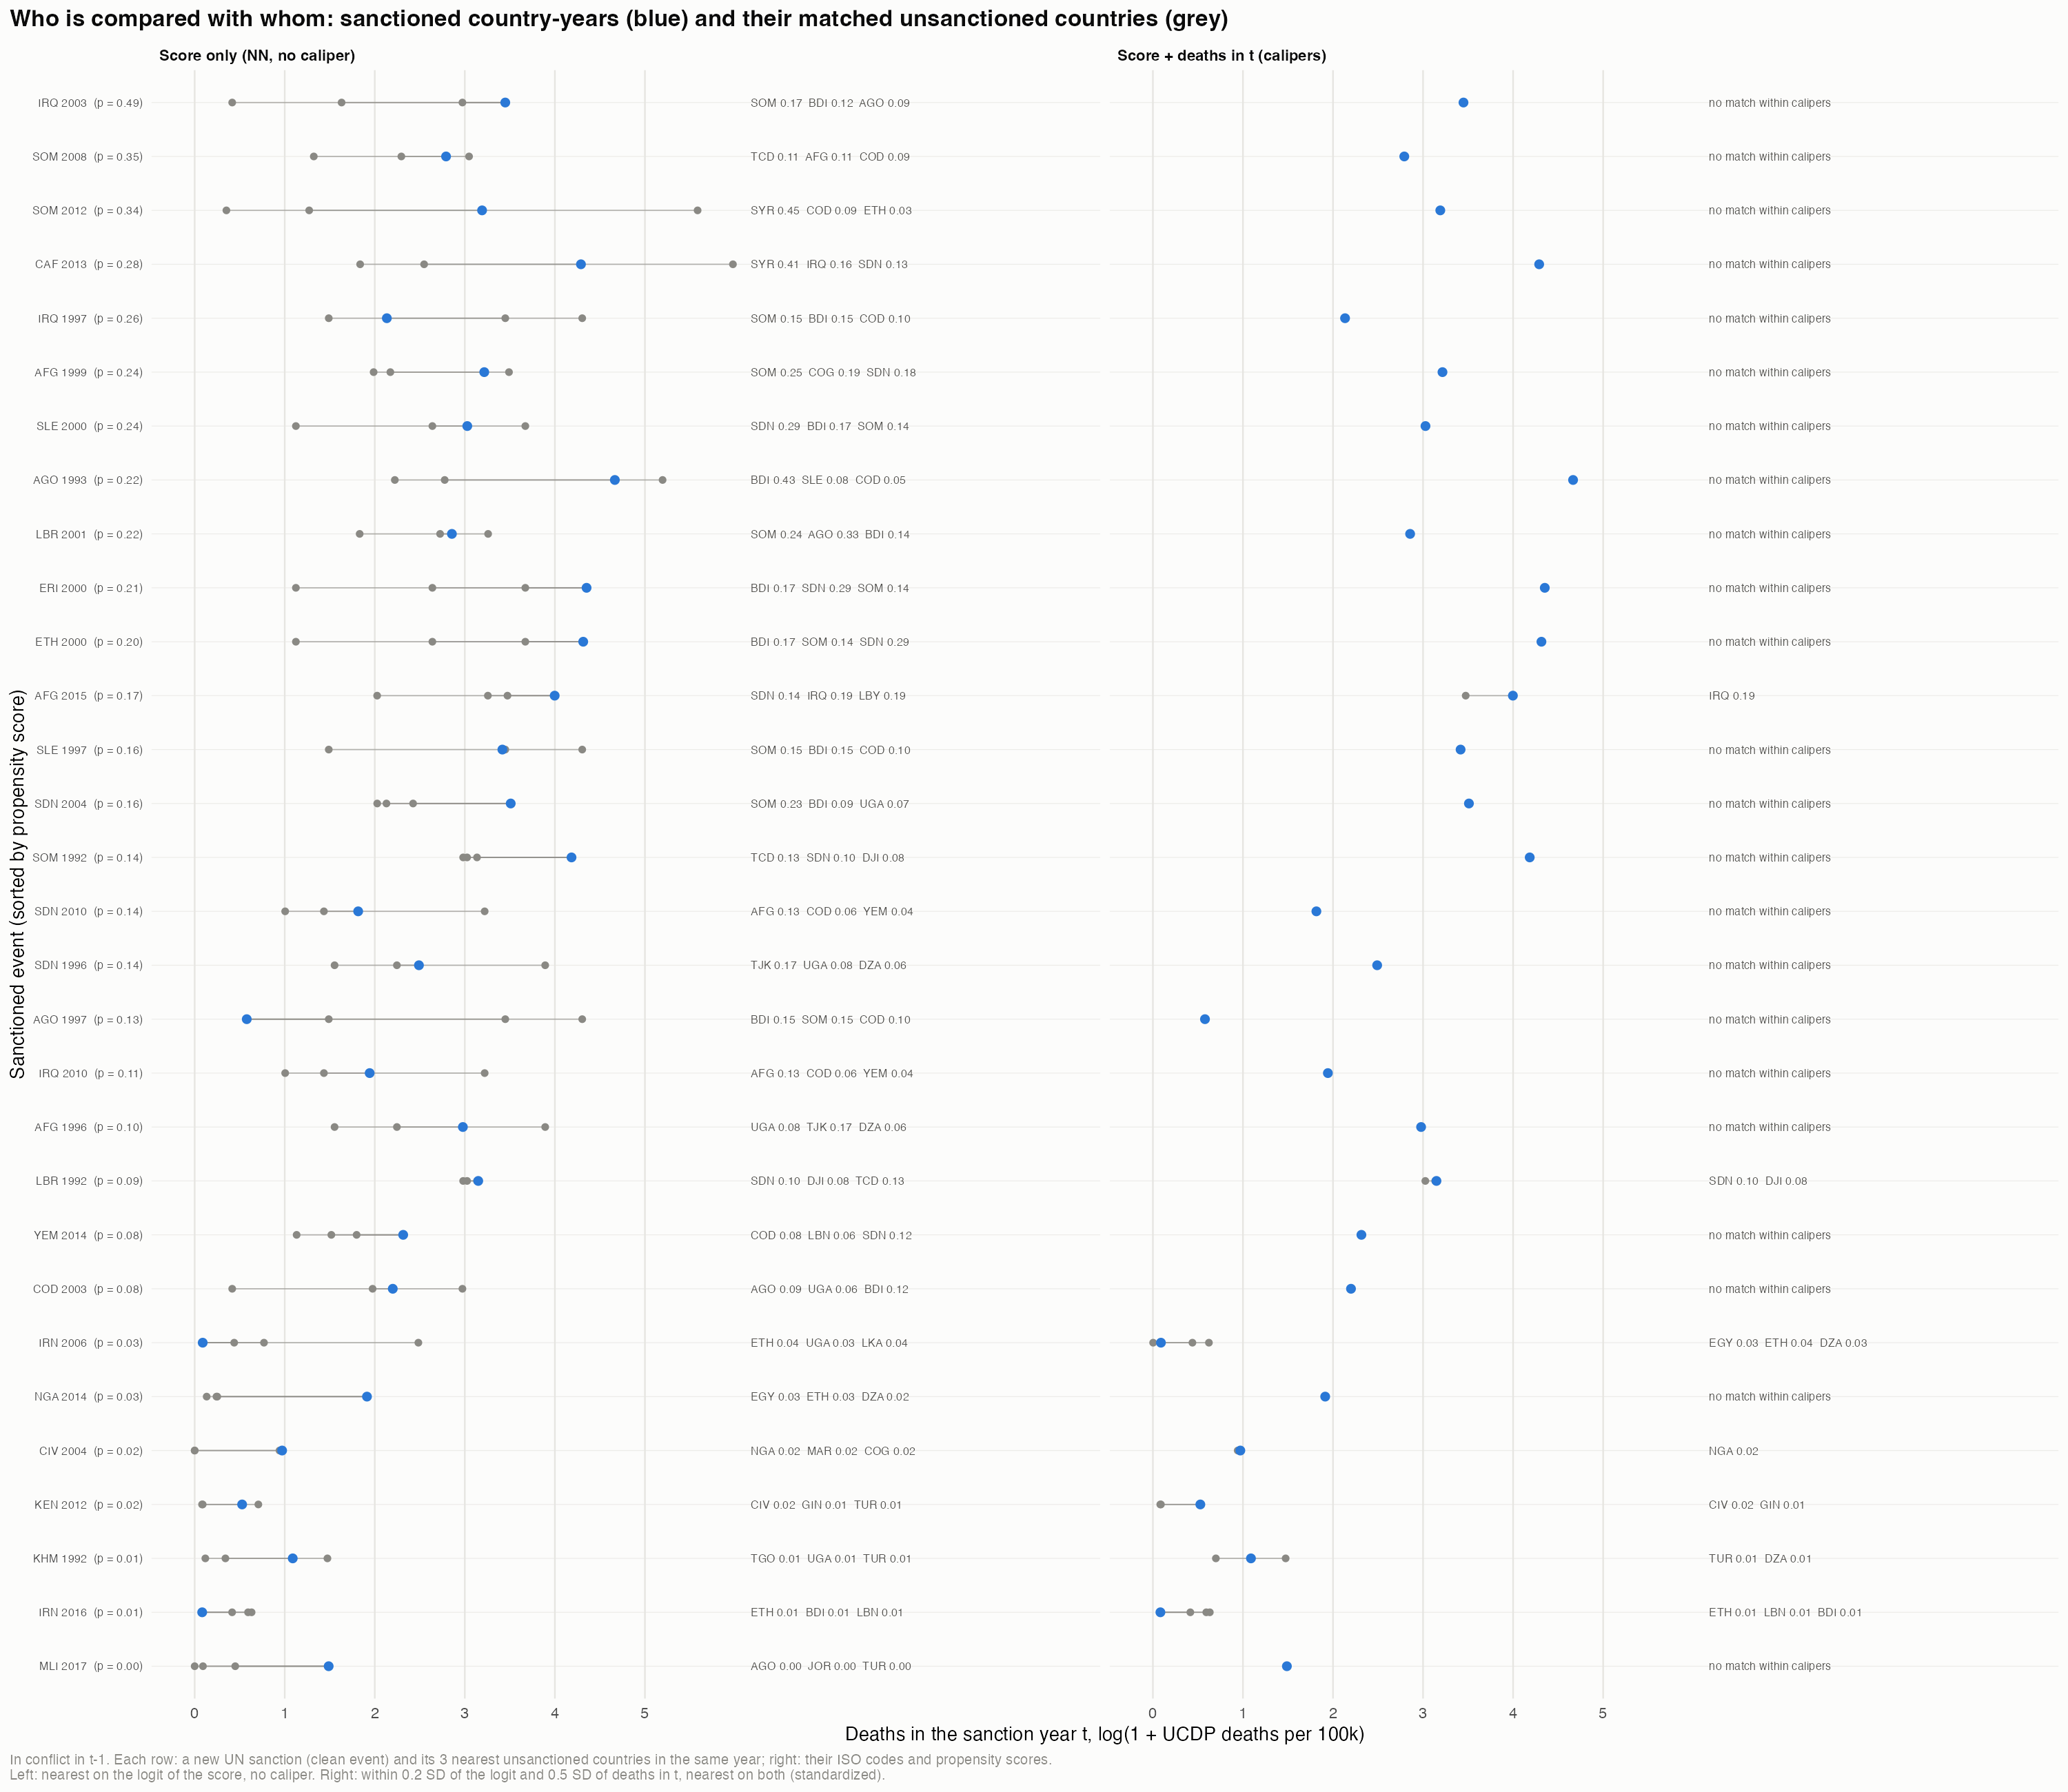 Who is compared with whom: sanctioned country-years (blue) and their matched unsanctioned countries (grey)
Score only (NN, no caliper)
Score + deaths in t (calipers)
Sanctioned event (sorted by propensity score)
IRQ 2003 (p = 0.49) SOM 0.17 BDI 0.12 AGO 0.09 no match within calipers
SOM 2008 (p = 0.35) TCD 0.11 AFG 0.11 COD 0.09 no match within calipers
SOM 2012 (p = 0.34) SYR 0.45 COD 0.09 ETH 0.03 no match within calipers
CAF 2013 (p = 0.28) SYR 0.41 IRQ 0.16 SDN 0.13 no match within calipers
IRQ 1997 (p = 0.26) SOM 0.15 BDI 0.15 COD 0.10 no match within calipers
AFG 1999 (p = 0.24) SOM 0.25 COG 0.19 SDN 0.18 no match within calipers
SLE 2000 (p = 0.24) SDN 0.29 BDI 0.17 SOM 0.14 no match within calipers
AGO 1993 (p = 0.22) BDI 0.43 SLE 0.08 COD 0.05 no match within calipers
LBR 2001 (p = 0.22) SOM 0.24 AGO 0.33 BDI 0.14 no match within calipers
ERI 2000 (p = 0.21) BDI 0.17 SDN 0.29 SOM 0.14 no match within calipers
ETH 2000 (p = 0.20) BDI 0.17 SOM 0.14 SDN 0.29 no match within calipers
AFG 2015 (p = 0.17) SDN 0.14 IRQ 0.19 LBY 0.19 IRQ 0.19
SLE 1997 (p = 0.16) SOM 0.15 BDI 0.15 COD 0.10 no match within calipers
SDN 2004 (p = 0.16) SOM 0.23 BDI 0.09 UGA 0.07 no match within calipers
SOM 1992 (p = 0.14) TCD 0.13 SDN 0.10 DJI 0.08 no match within calipers
SDN 2010 (p = 0.14) AFG 0.13 COD 0.06 YEM 0.04 no match within calipers
SDN 1996 (p = 0.14) TJK 0.17 UGA 0.08 DZA 0.06 no match within calipers
AGO 1997 (p = 0.13) BDI 0.15 SOM 0.15 COD 0.10 no match within calipers
IRQ 2010 (p = 0.11) AFG 0.13 COD 0.06 YEM 0.04 no match within calipers
AFG 1996 (p = 0.10) UGA 0.08 TJK 0.17 DZA 0.06 no match within calipers
LBR 1992 (p = 0.09) SDN 0.10 DJI 0.08 TCD 0.13 SDN 0.10 DJI 0.08
YEM 2014 (p = 0.08) COD 0.08 LBN 0.06 SDN 0.12 no match within calipers
COD 2003 (p = 0.08) AGO 0.09 UGA 0.06 BDI 0.12 no match within calipers
IRN 2006 (p = 0.03) ETH 0.04 UGA 0.03 LKA 0.04 EGY 0.03 ETH 0.04 DZA 0.03
NGA 2014 (p = 0.03) EGY 0.03 ETH 0.03 DZA 0.02 no match within calipers
CIV 2004 (p = 0.02) NGA 0.02 MAR 0.02 COG 0.02 NGA 0.02
KEN 2012 (p = 0.02) CIV 0.02 GIN 0.01 TUR 0.01 CIV 0.02 GIN 0.01
KHM 1992 (p = 0.01) TGO 0.01 UGA 0.01 TUR 0.01 TUR 0.01 DZA 0.01
IRN 2016 (p = 0.01) ETH 0.01 BDI 0.01 LBN 0.01 ETH 0.01 LBN 0.01 BDI 0.01
MLI 2017 (p = 0.00) AGO 0.00 JOR 0.00 TUR 0.00 no match within calipers
0 1 2 3 4 5 0 1 2 3 4 5
Deaths in the sanction year t, log(1 + UCDP deaths per 100k)
In conflict in t-1. Each row: a new UN sanction (clean event) and its 3 nearest unsanctioned countries in the same year; right: their ISO codes and propensity scores.
Left: nearest on the logit of the score, no caliper. Right: within 0.2 SD of the logit and 0.5 SD of deaths in t, nearest on both (standardized).